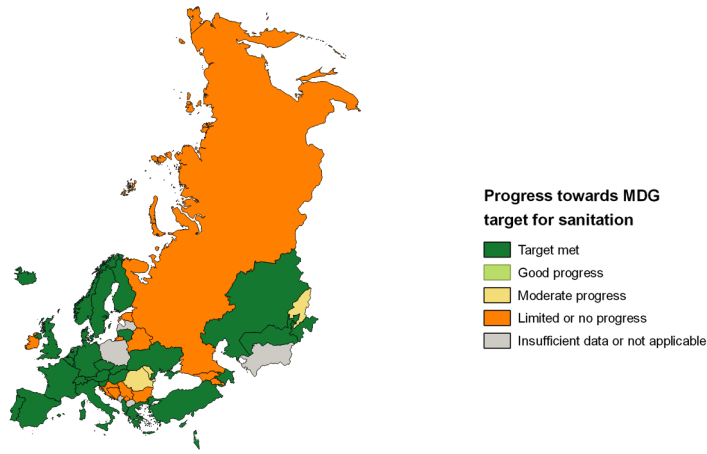 Progress towards MDG
target for sanitation
Target met
Good progress
Moderate progress
Limited or no progress
Insufficient data or not applicable